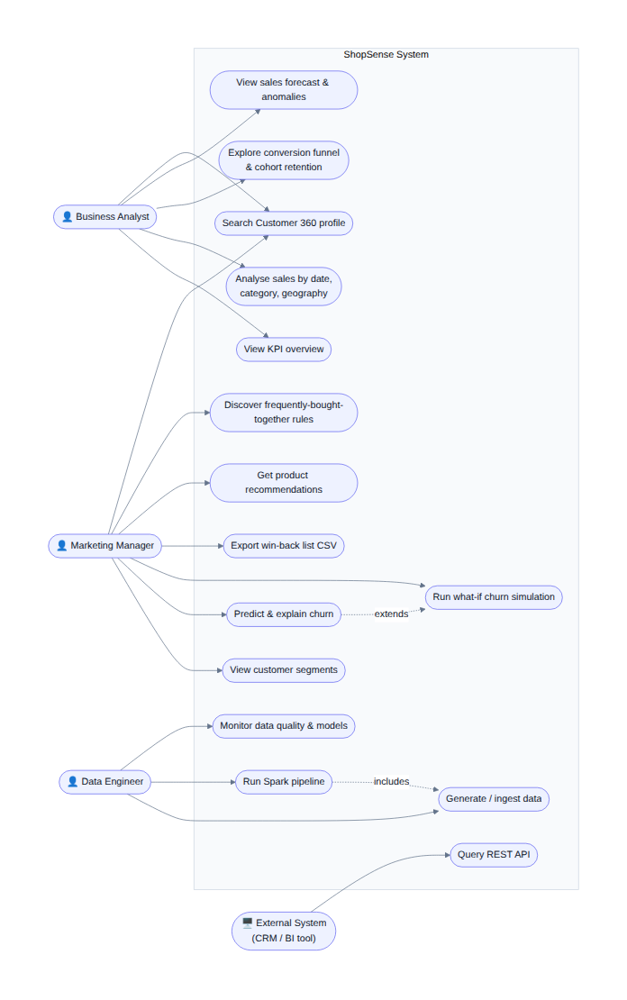 ShopSense System
View sales forecast &
anomalies
Explore conversion funnel
& cohort retention
👤 Business Analyst
Search Customer 360 profile
Analyse sales by date,
category, geography
View KPI overview
Discover frequently-bought-
together rules
Get product
recommendations
👤 Marketing Manager
Export win-back list CSV
Run what-if churn simulation
Predict & explain churn
extends
View customer segments
Monitor data quality & models
👤 Data Engineer
Run Spark pipeline
includes
Generate / ingest data
Query REST API
🖥️ External System
(CRM / BI tool)